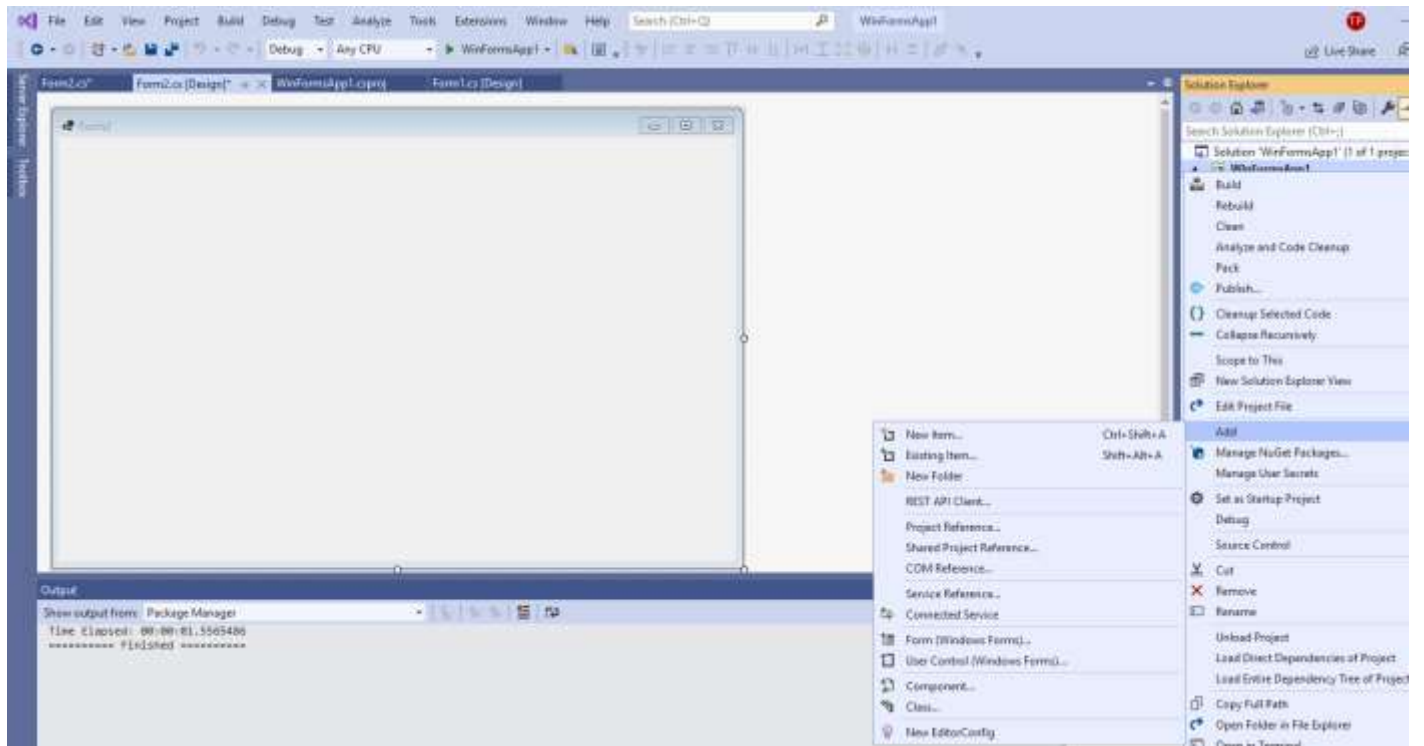 File Edit View Project Build Debug Test Analyze Tools Extensions Window Help Search (Ctrl+Q) WinFormsApp1 TF
Debug Any CPU WinFormsApp1 Live Share
Server Explorer
Toolbox
Form2.cs* Form2.cs [Design]* WinFormsApp1.csproj Form1.cs [Design]
Solution Explorer
Search Solution Explorer (Ctrl+;)
Solution 'WinFormsApp1' (1 of 1 project
WinFormsApp1
Build
Rebuild
Clean
Analyze and Code Cleanup
Pack
Publish...
Cleanup Selected Code
Collapse Recursively
Scope to This
New Solution Explorer View
Edit Project File
Add
Manage NuGet Packages...
Manage User Secrets
Set as Startup Project
Debug
Source Control
Cut
Remove
Rename
Unload Project
Load Direct Dependencies of Project
Load Entire Dependency Tree of Project
Copy Full Path
Open Folder in File Explorer
Open in Terminal
New Item... Ctrl+Shift+A
Existing Item... Shift+Alt+A
New Folder
REST API Client...
Project Reference...
Shared Project Reference...
COM Reference...
Service Reference...
Connected Service
Form (Windows Forms)...
User Control (Windows Forms)...
Component...
Class...
New EditorConfig
Output
Show output from: Package Manager
Time Elapsed: 00:00:01.5565486
========== Finished ==========